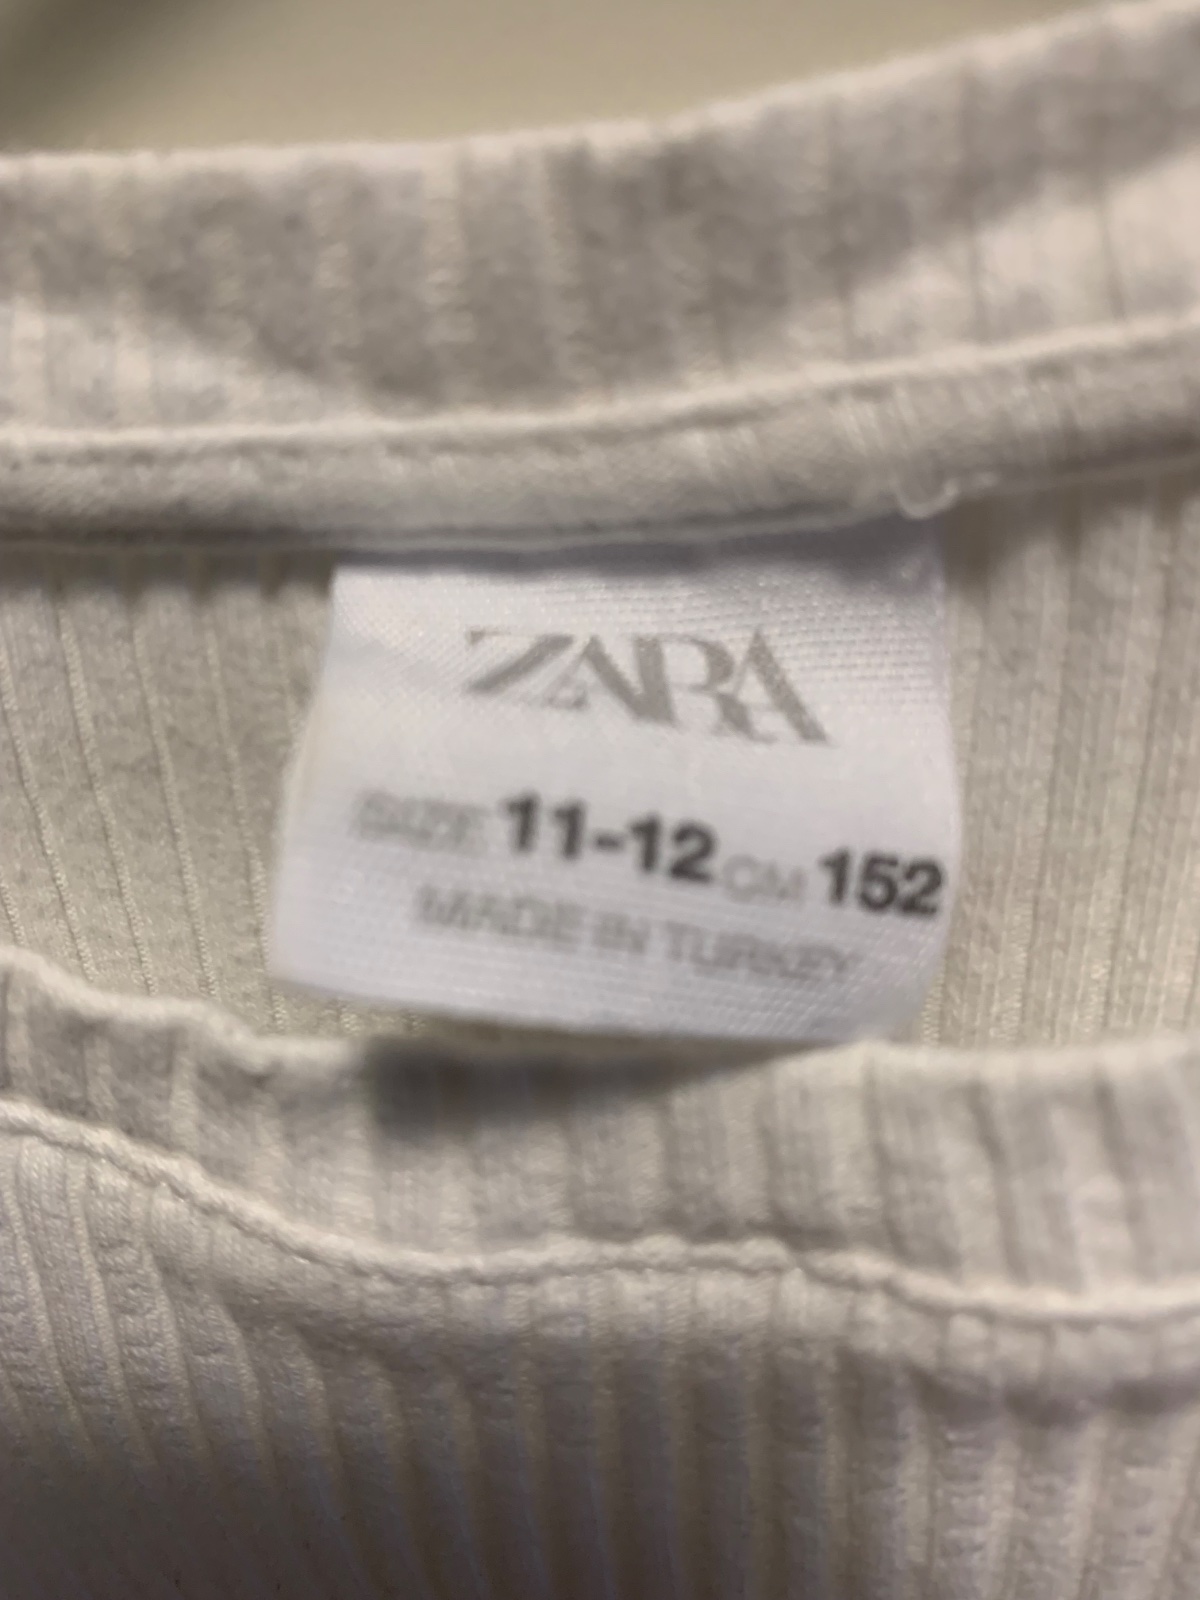 ZARA
SIZE 11-12 CM 152
MADE IN TURKEY